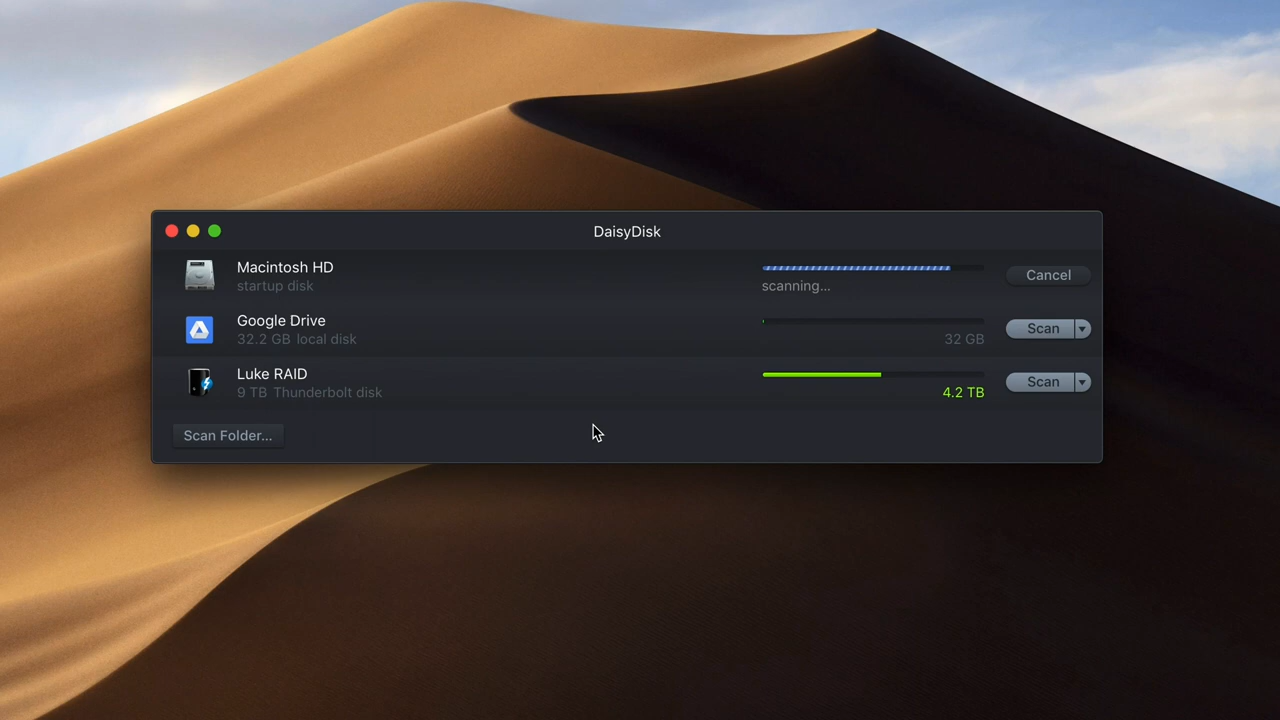 DaisyDisk
Macintosh HD
startup disk
scanning...
Cancel
Google Drive
32.2 GB local disk
32 GB
Scan
Luke RAID
9 TB Thunderbolt disk
4.2 TB
Scan
Scan Folder...